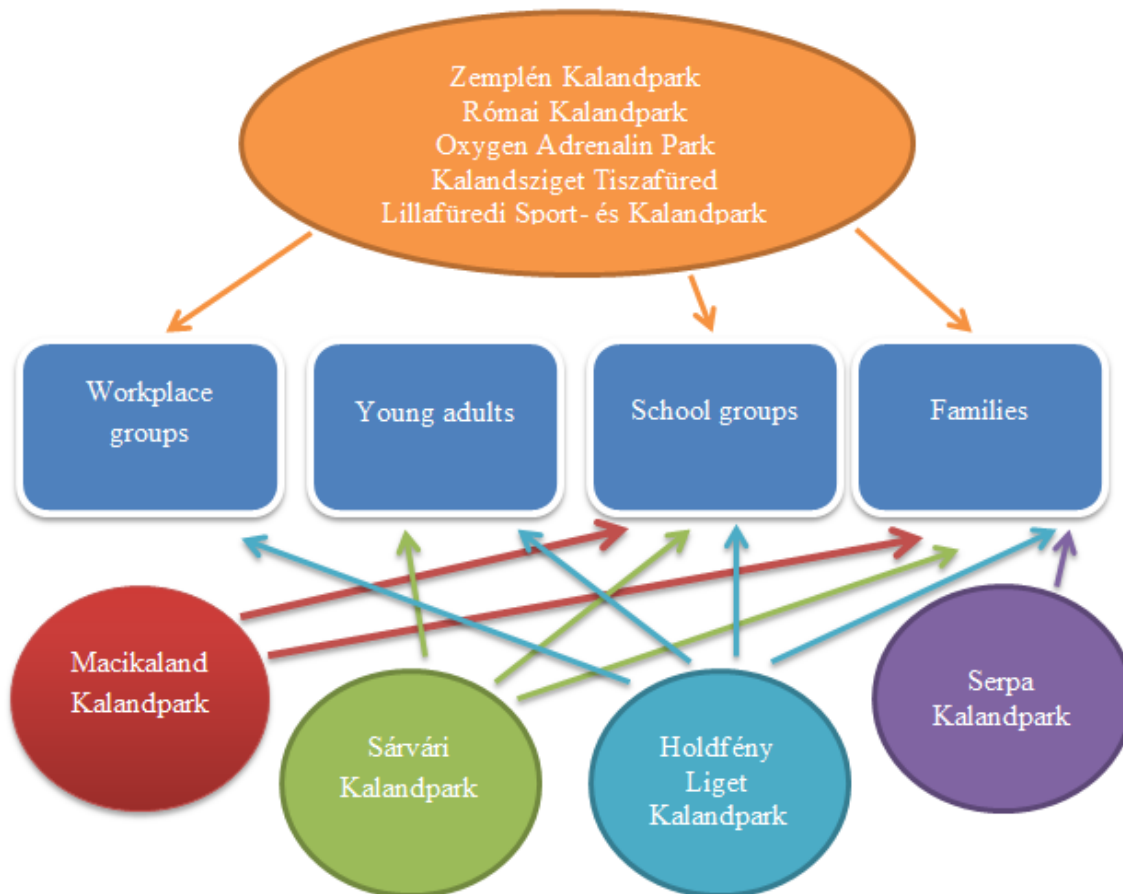 Zemplén Kalandpark
Római Kalandpark
Oxygen Adrenalin Park
Kalandsziget Tiszafüred
Lillafüredi Sport- és Kalandpark
Workplace
groups
Young adults
School groups
Families
Macikaland
Kalandpark
Sárvári
Kalandpark
Holdfény
Liget
Kalandpark
Serpa
Kalandpark